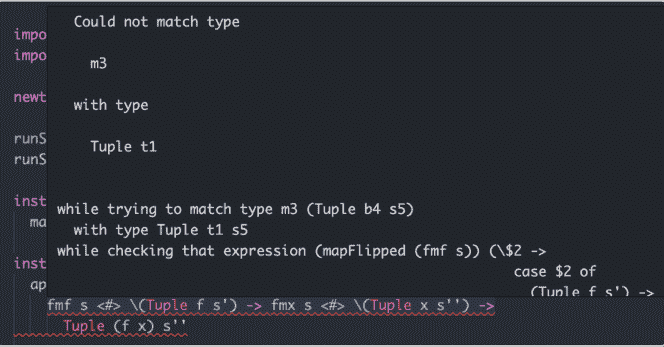 Could not match type
impo
m3
impo
with type
newt
Tuple t1
runS
runS
while trying to match type m3 (Tuple b4 s5)
inst
with type Tuple t1 s5
ma
while checking that expression (mapFlipped (fmf s)) (\$2 ->
inst
case $2 of
ap
(Tuple f s') ->
fmf s <#> \(Tuple f s') -> fmx s <#> \(Tuple x s'') ->
Tuple (f x) s''